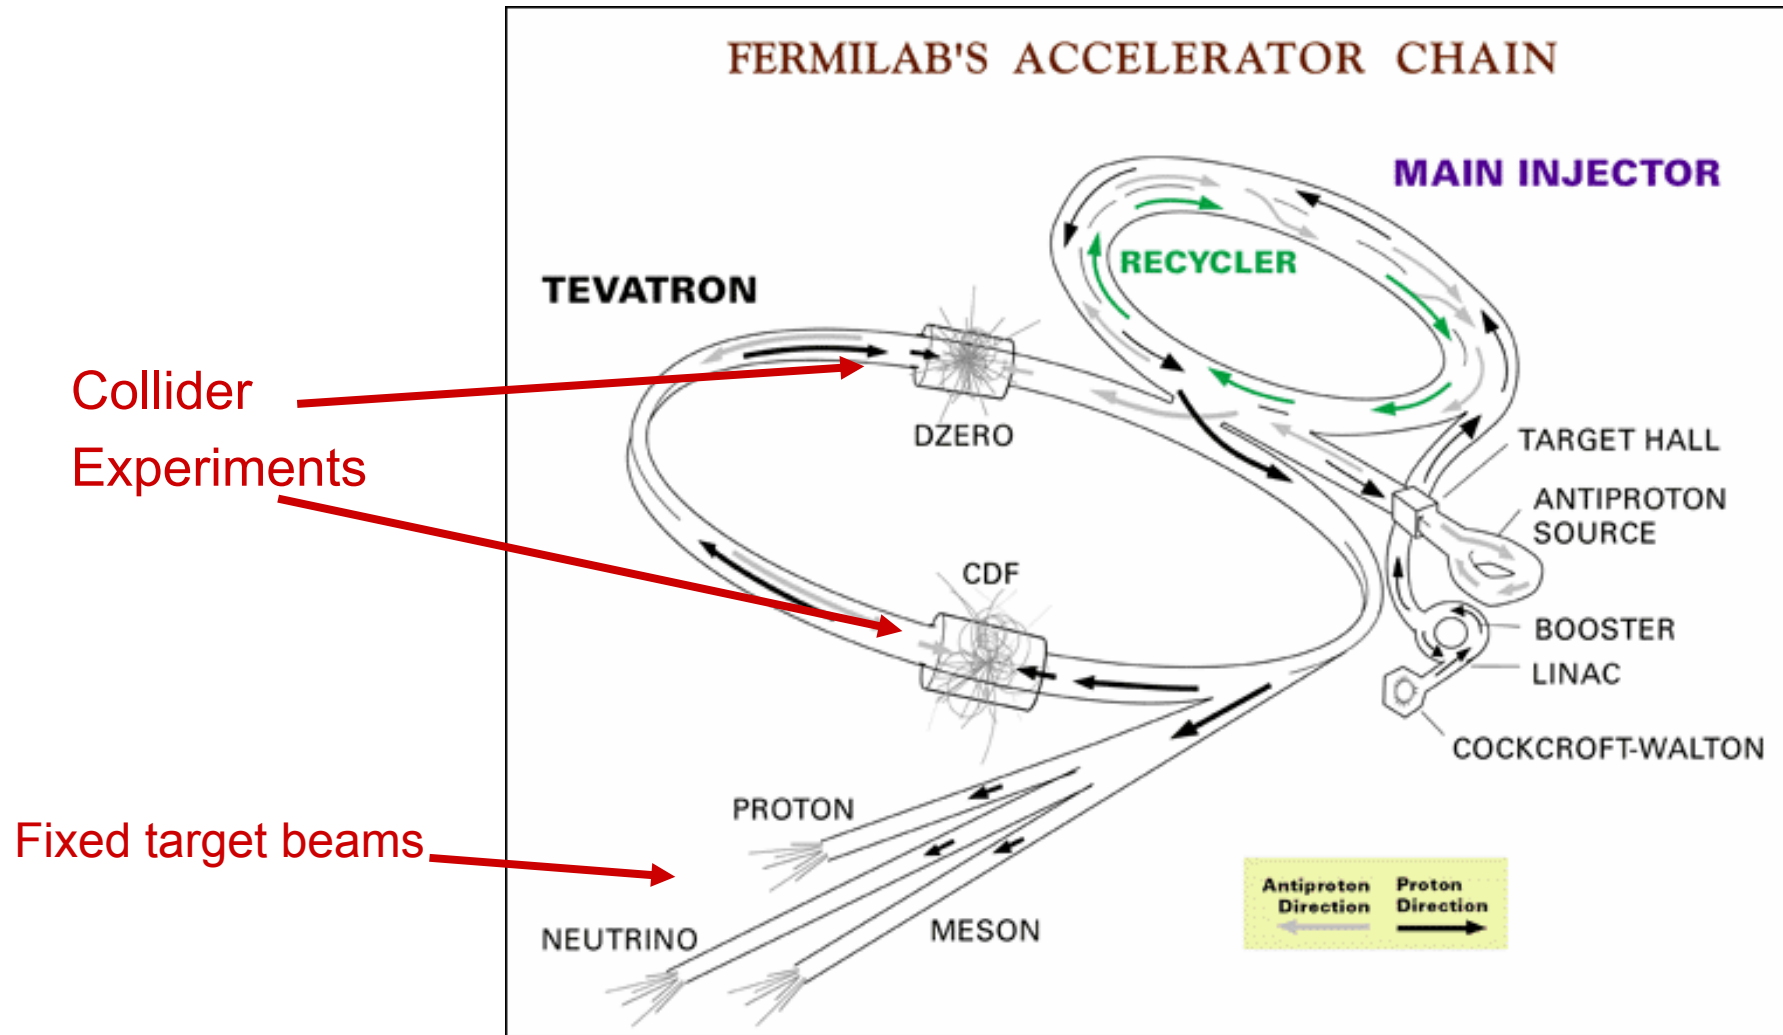 FERMILAB'S ACCELERATOR CHAIN
MAIN INJECTOR
RECYCLER
TEVATRON
Collider
Experiments
DZERO
TARGET HALL
ANTIPROTON
SOURCE
CDF
BOOSTER
LINAC
COCKCROFT-WALTON
PROTON
Fixed target beams
NEUTRINO
MESON
Antiproton
Direction
Proton
Direction